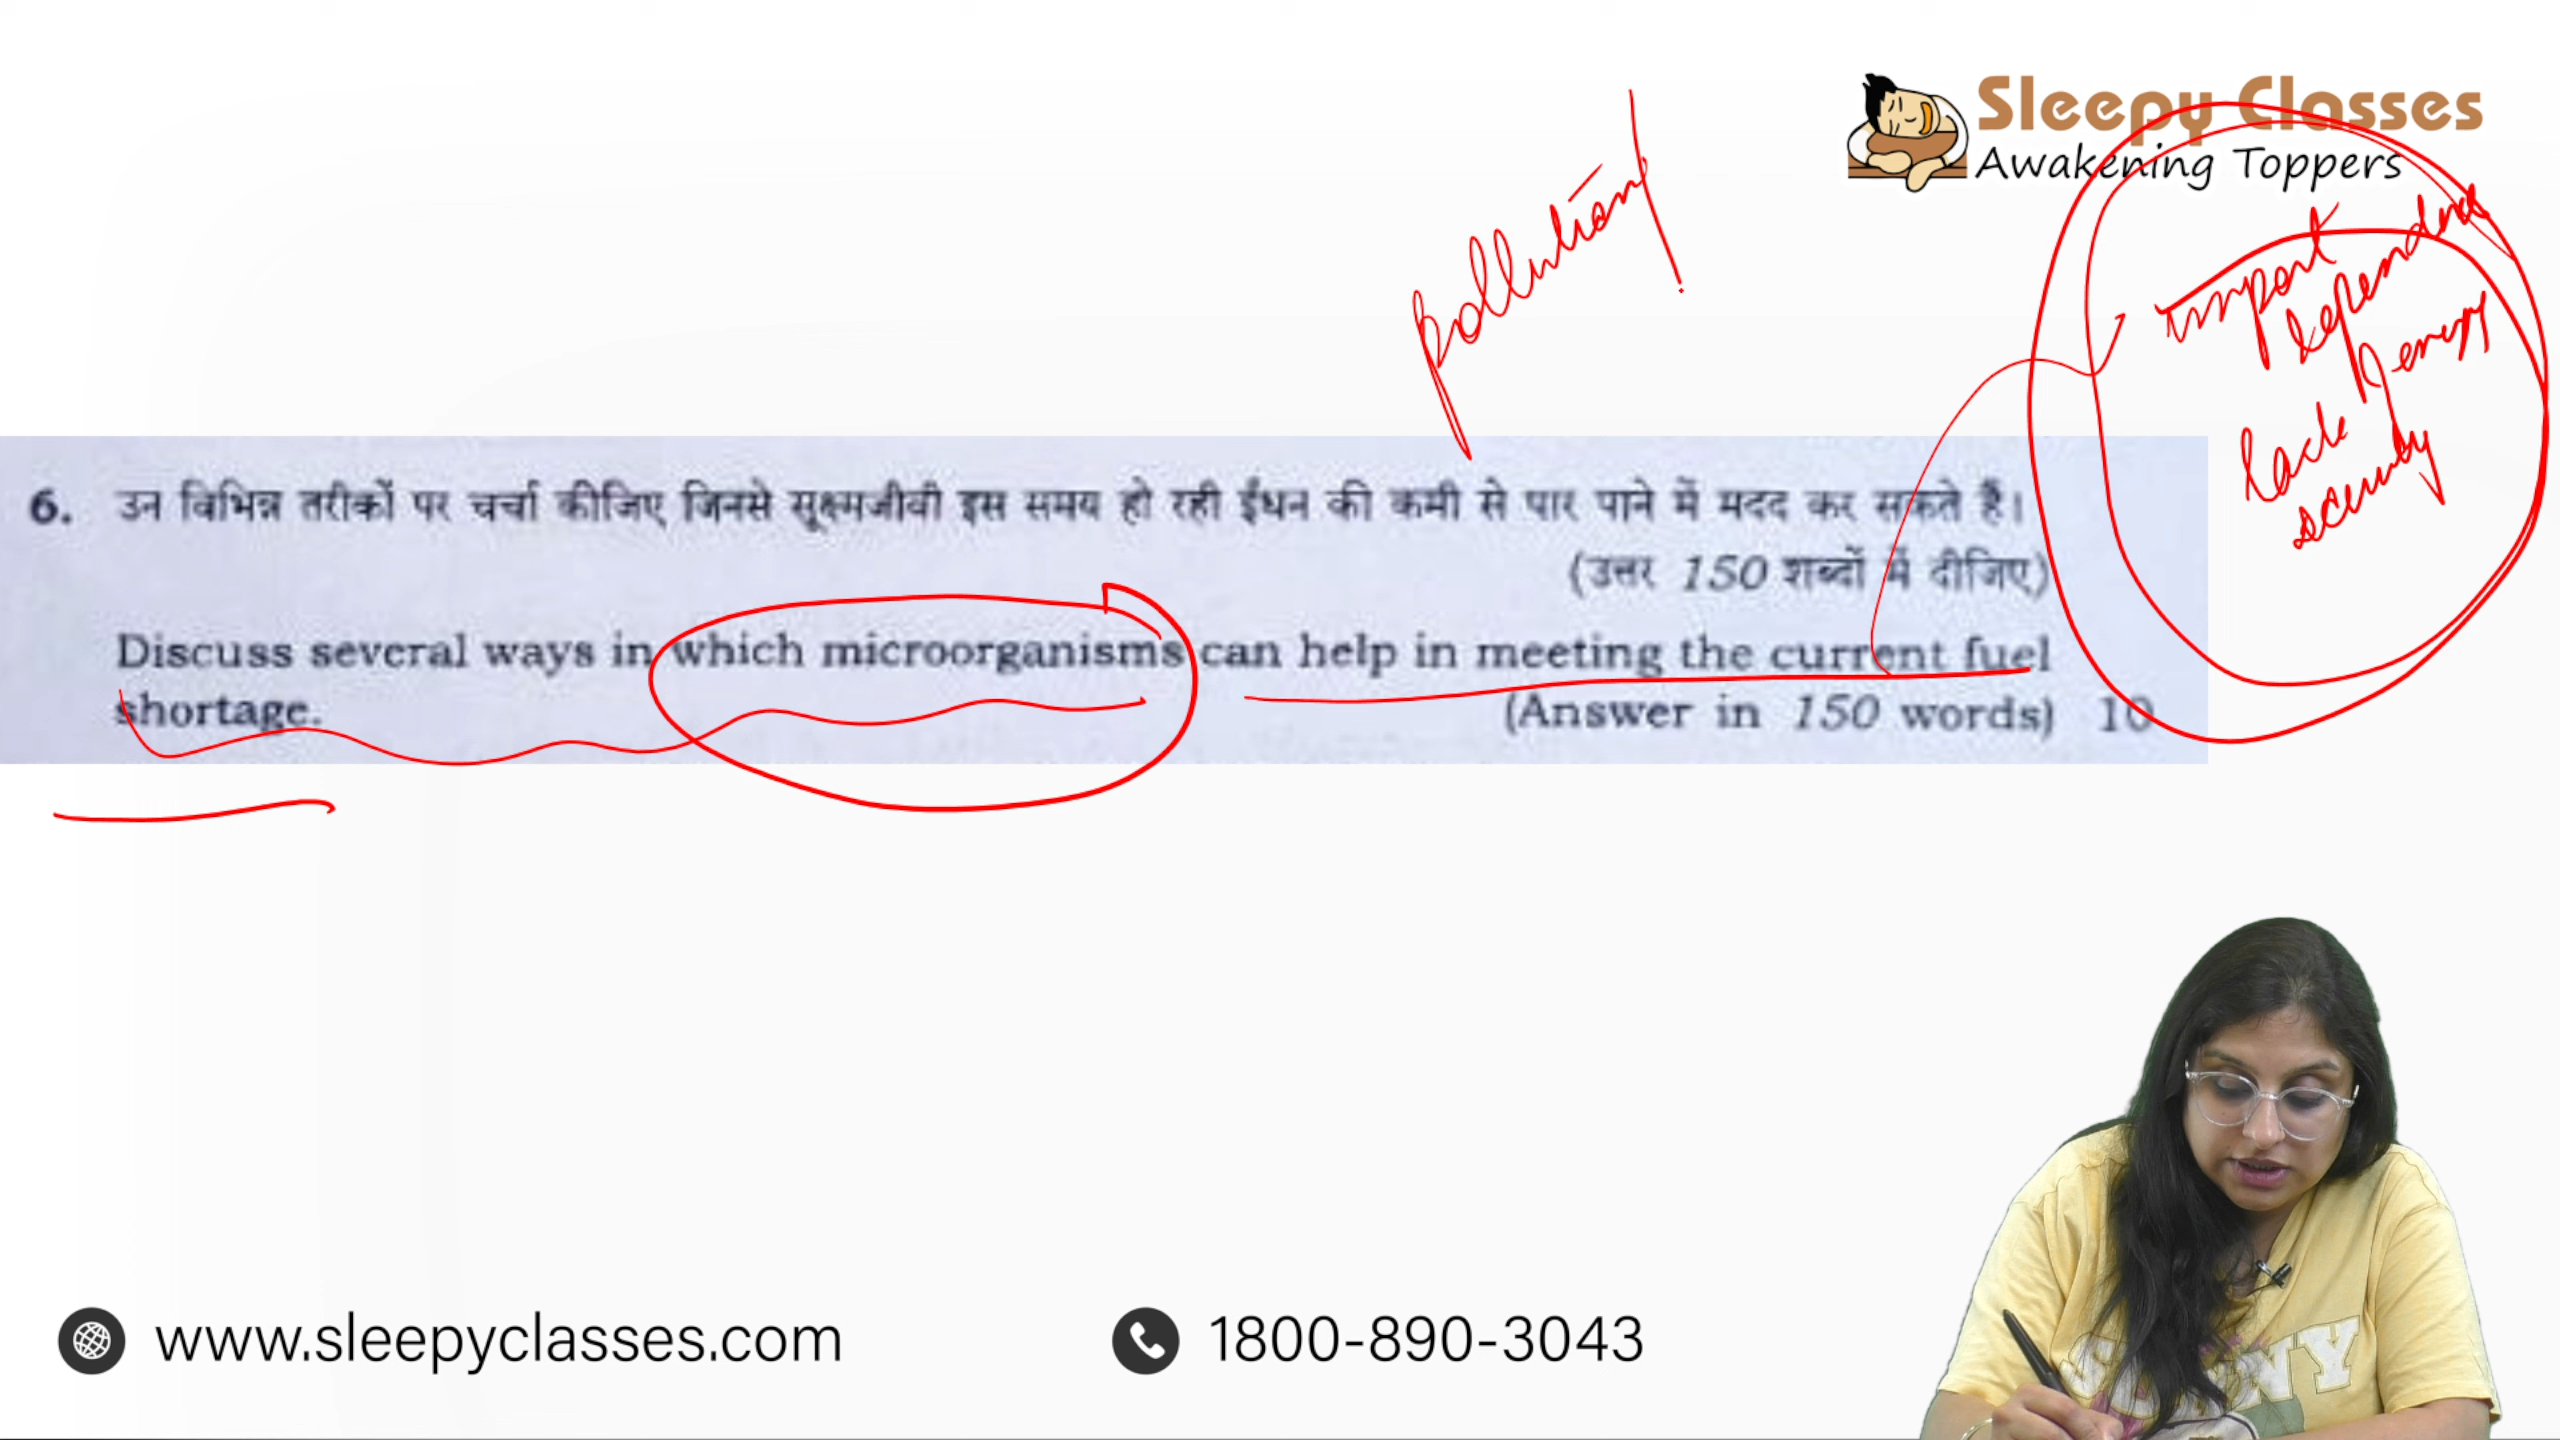 Sleepy Classes
Awakening Toppers
pollution!
import
dependence
lack of energy
security
6. उन विभिन्न तरीकों पर चर्चा कीजिए जिनसे सूक्ष्मजीवी इस समय हो रही ईंधन की कमी से पार पाने में मदद कर सकते हैं।
(उत्तर 150 शब्दों में दीजिए)
Discuss several ways in which microorganisms can help in meeting the current fuel
shortage. (Answer in 150 words) 10
www.sleepyclasses.com 1800-890-3043